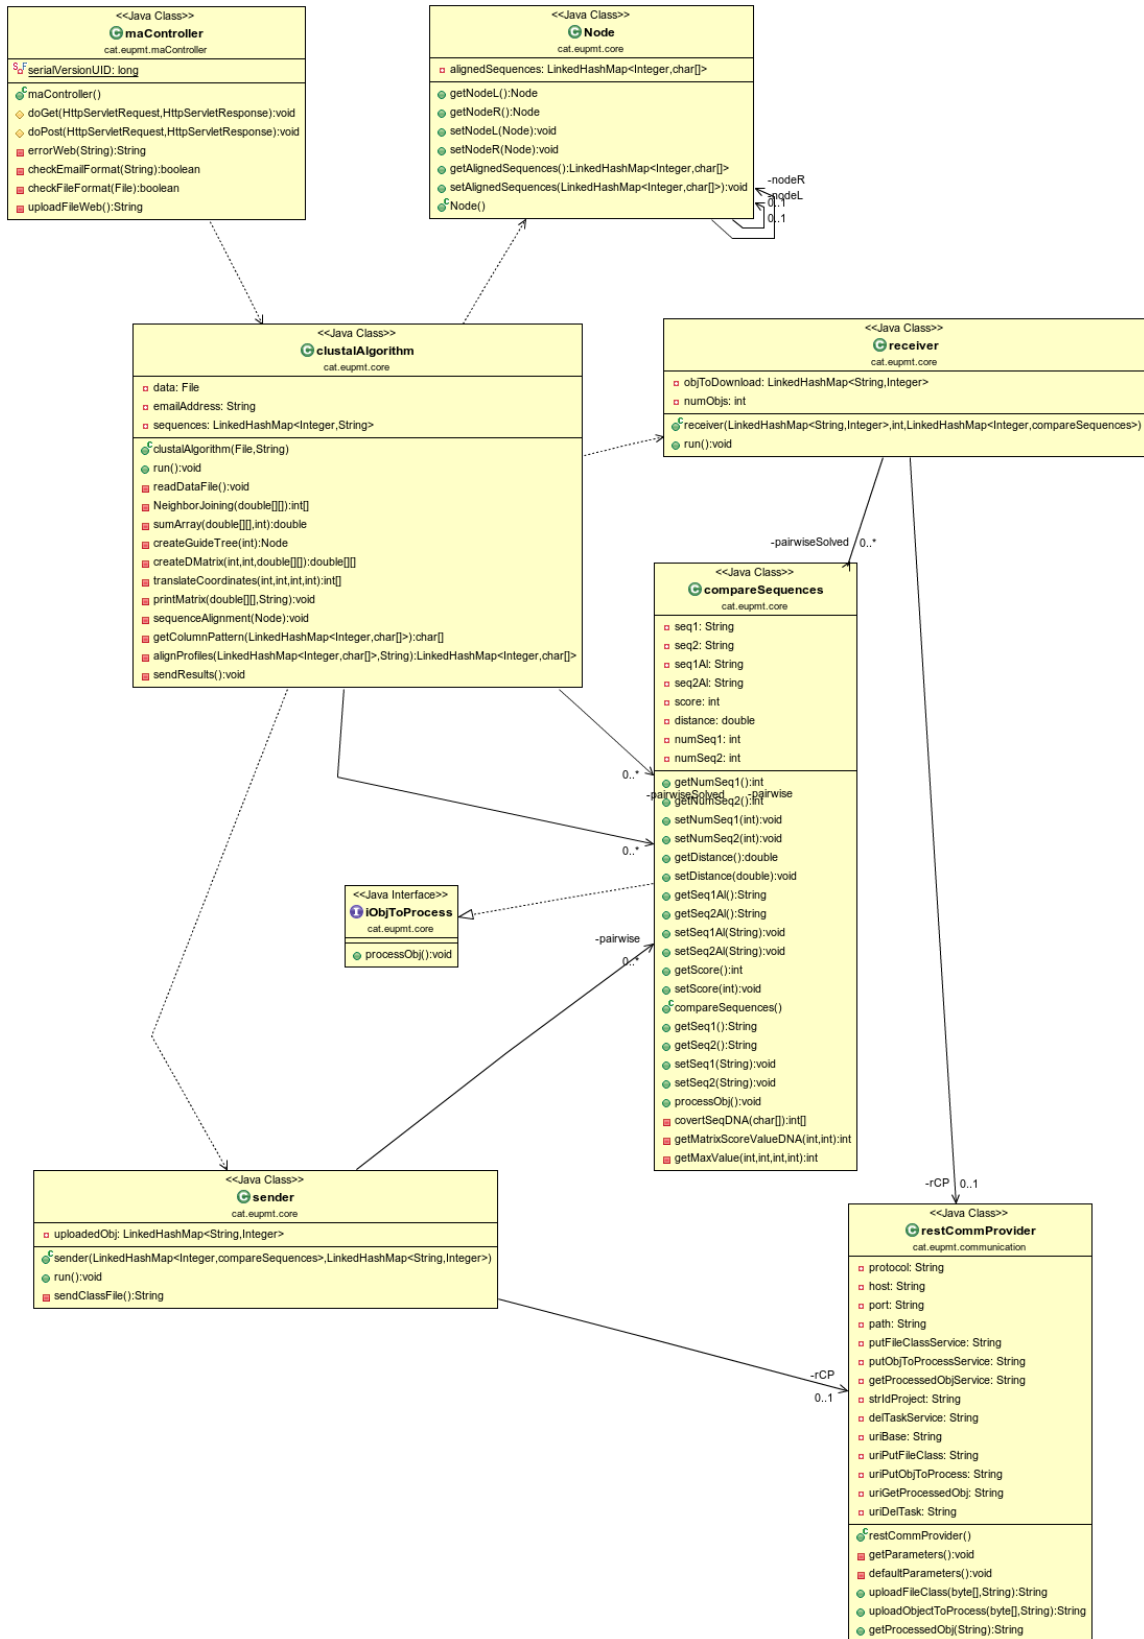 <<Java Class>>
maController
cat.eupmt.maController
serialVersionUID: long
maController()
doGet(HttpServletRequest,HttpServletResponse):void
doPost(HttpServletRequest,HttpServletResponse):void
errorWeb(String):String
checkEmailFormat(String):boolean
checkFileFormat(File):boolean
uploadFileWeb():String
<<Java Class>>
Node
cat.eupmt.core
alignedSequences: LinkedHashMap<Integer,char[]>
getNodeL():Node
getNodeR():Node
setNodeL(Node):void
setNodeR(Node):void
getAlignedSequences():LinkedHashMap<Integer,char[]>
setAlignedSequences(LinkedHashMap<Integer,char[]>):void
Node()
-nodeR
-nodeL
0..1
0..1
<<Java Class>>
clustalAlgorithm
cat.eupmt.core
data: File
emailAddress: String
sequences: LinkedHashMap<Integer,String>
clustalAlgorithm(File,String)
run():void
readDataFile():void
NeighborJoining(double[][]):int[]
sumArray(double[][],int):double
createGuideTree(int):Node
createDMatrix(int,int,double[][]):double[][]
translateCoordinates(int,int,int,int):int[]
printMatrix(double[][],String):void
sequenceAlignment(Node):void
getColumnPattern(LinkedHashMap<Integer,char[]>):char[]
alignProfiles(LinkedHashMap<Integer,char[]>,String):LinkedHashMap<Integer,char[]>
sendResults():void
<<Java Class>>
receiver
cat.eupmt.core
objToDownload: LinkedHashMap<String,Integer>
numObjs: int
receiver(LinkedHashMap<String,Integer>,int,LinkedHashMap<Integer,compareSequences>)
run():void
-pairwiseSolved
0..*
<<Java Class>>
compareSequences
cat.eupmt.core
seq1: String
seq2: String
seq1Al: String
seq2Al: String
score: int
distance: double
numSeq1: int
numSeq2: int
getNumSeq1():int
getNumSeq2():int
setNumSeq1(int):void
setNumSeq2(int):void
getDistance():double
setDistance(double):void
getSeq1Al():String
getSeq2Al():String
setSeq1Al(String):void
setSeq2Al(String):void
getScore():int
setScore(int):void
compareSequences()
getSeq1():String
getSeq2():String
setSeq1(String):void
setSeq2(String):void
processObj():void
covertSeqDNA(char[]):int[]
getMatrixScoreValueDNA(int,int):int
getMaxValue(int,int,int,int):int
0..*
-pairwiseSolved
-pairwise
0..*
<<Java Interface>>
iObjToProcess
cat.eupmt.core
processObj():void
-pairwise
0..*
<<Java Class>>
sender
cat.eupmt.core
uploadedObj: LinkedHashMap<String,Integer>
sender(LinkedHashMap<Integer,compareSequences>,LinkedHashMap<String,Integer>)
run():void
sendClassFile():String
-rCP
0..1
-rCP
0..1
<<Java Class>>
restCommProvider
cat.eupmt.communication
protocol: String
host: String
port: String
path: String
putFileClassService: String
putObjToProcessService: String
getProcessedObjService: String
strIdProject: String
delTaskService: String
uriBase: String
uriPutFileClass: String
uriPutObjToProcess: String
uriGetProcessedObj: String
uriDelTask: String
restCommProvider()
getParameters():void
defaultParameters():void
uploadFileClass(byte[],String):String
uploadObjectToProcess(byte[],String):String
getProcessedObj(String):String